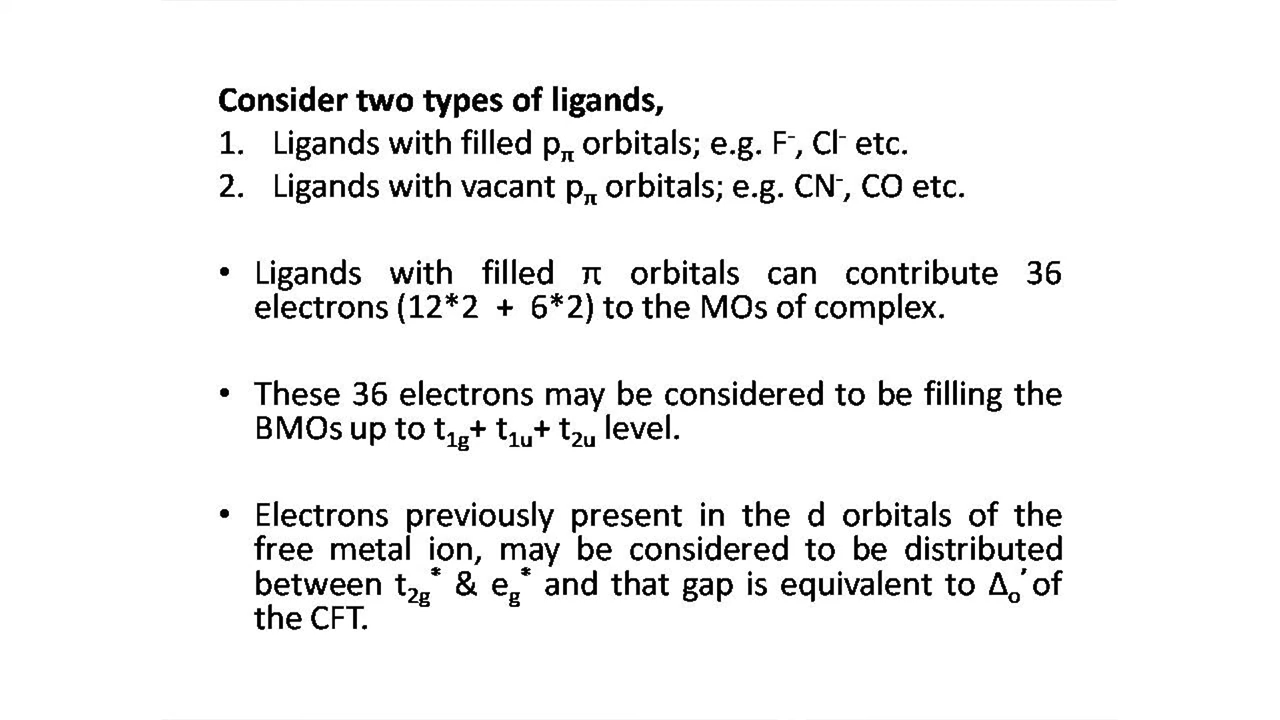 Consider two types of ligands,
1. Ligands with filled pπ orbitals; e.g. F⁻, Cl⁻ etc.
2. Ligands with vacant pπ orbitals; e.g. CN⁻, CO etc.
• Ligands with filled π orbitals can contribute 36
electrons (12*2 + 6*2) to the MOs of complex.
• These 36 electrons may be considered to be filling the
BMOs up to t₁g+ t₁u+ t₂u level.
• Electrons previously present in the d orbitals of the
free metal ion, may be considered to be distributed
between t₂g* & eg* and that gap is equivalent to Δₒ’ of
the CFT.